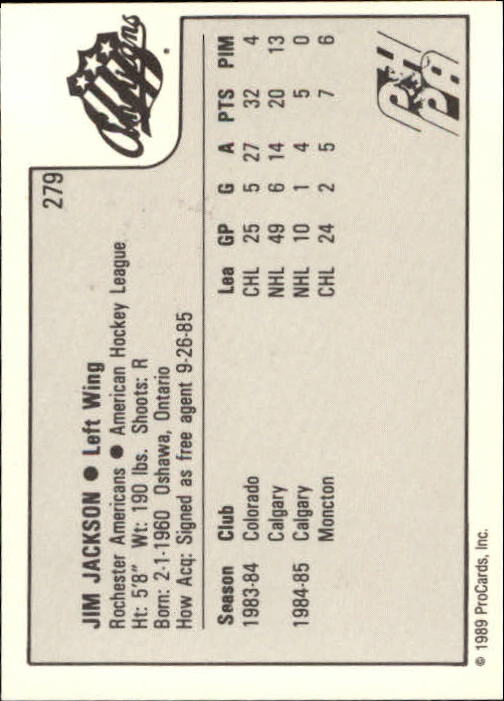 279
Americans
JIM JACKSON ● Left Wing
Rochester Americans ● American Hockey League
Ht: 5'8" Wt: 190 lbs. Shoots: R
Born: 2-1-1960 Oshawa, Ontario
How Acq: Signed as free agent 9-26-85
Season Club Lea GP G A PTS PIM
1983-84 Colorado CHL 25 5 27 32 4
Calgary NHL 49 6 14 20 13
1984-85 Calgary NHL 10 1 4 5 0
Moncton CHL 24 2 5 7 6
PHPA
© 1989 ProCards, Inc.